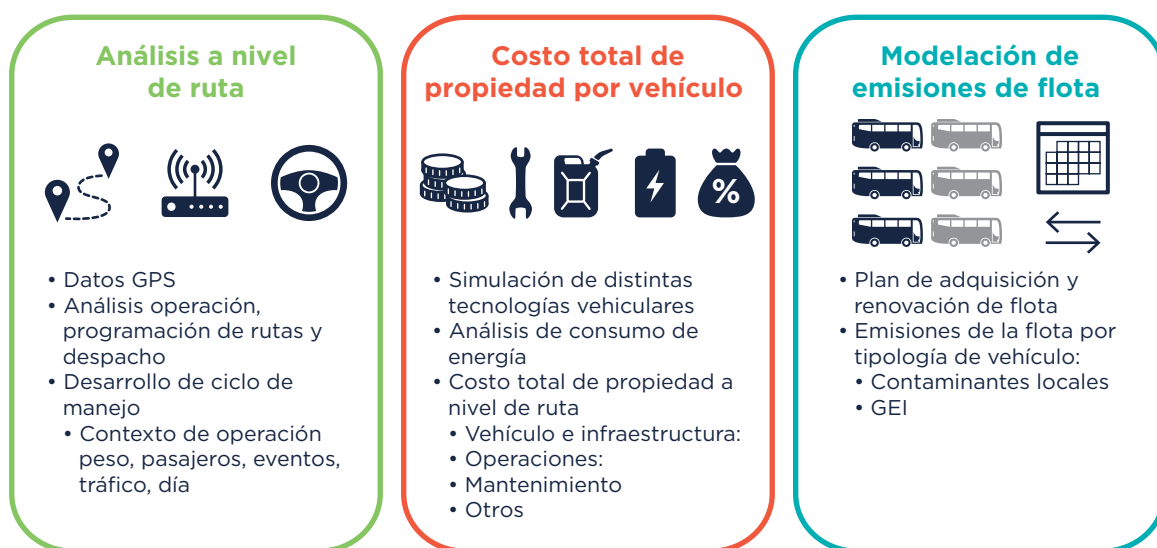 Análisis a nivel
de ruta
• Datos GPS
• Análisis operación,
programación de rutas y
despacho
• Desarrollo de ciclo de
manejo
• Contexto de operación
peso, pasajeros, eventos,
tráfico, día
Costo total de
propiedad por vehículo
%
• Simulación de distintas
tecnologías vehiculares
• Análisis de consumo de
energía
• Costo total de propiedad a
nivel de ruta
• Vehículo e infraestructura:
• Operaciones:
• Mantenimiento
• Otros
Modelación de
emisiones de flota
• Plan de adquisición y
renovación de flota
• Emisiones de la flota por
tipología de vehículo:
• Contaminantes locales
• GEI